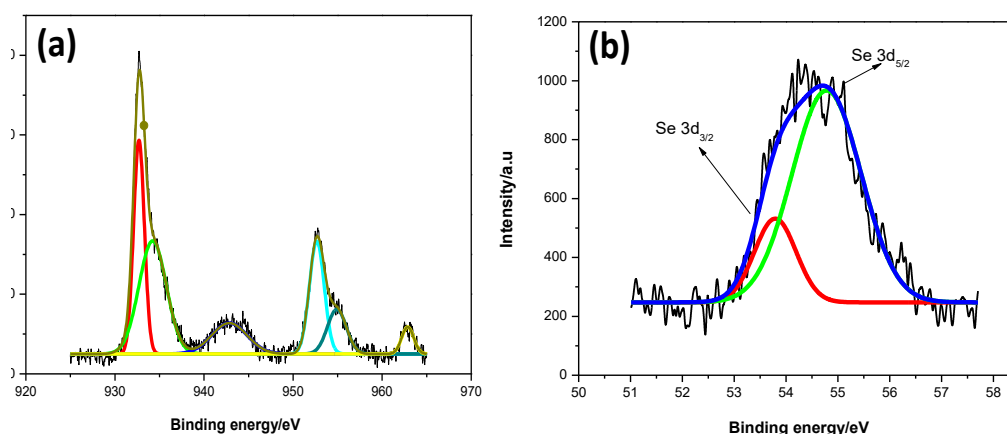 (a)
920 930 940 950 960 970
Binding energy/eV
(b)
Se 3d5/2
Se 3d3/2
1200
1000
800
600
400
200
0
Intensity/a.u
50 51 52 53 54 55 56 57 58
Binding energy/eV